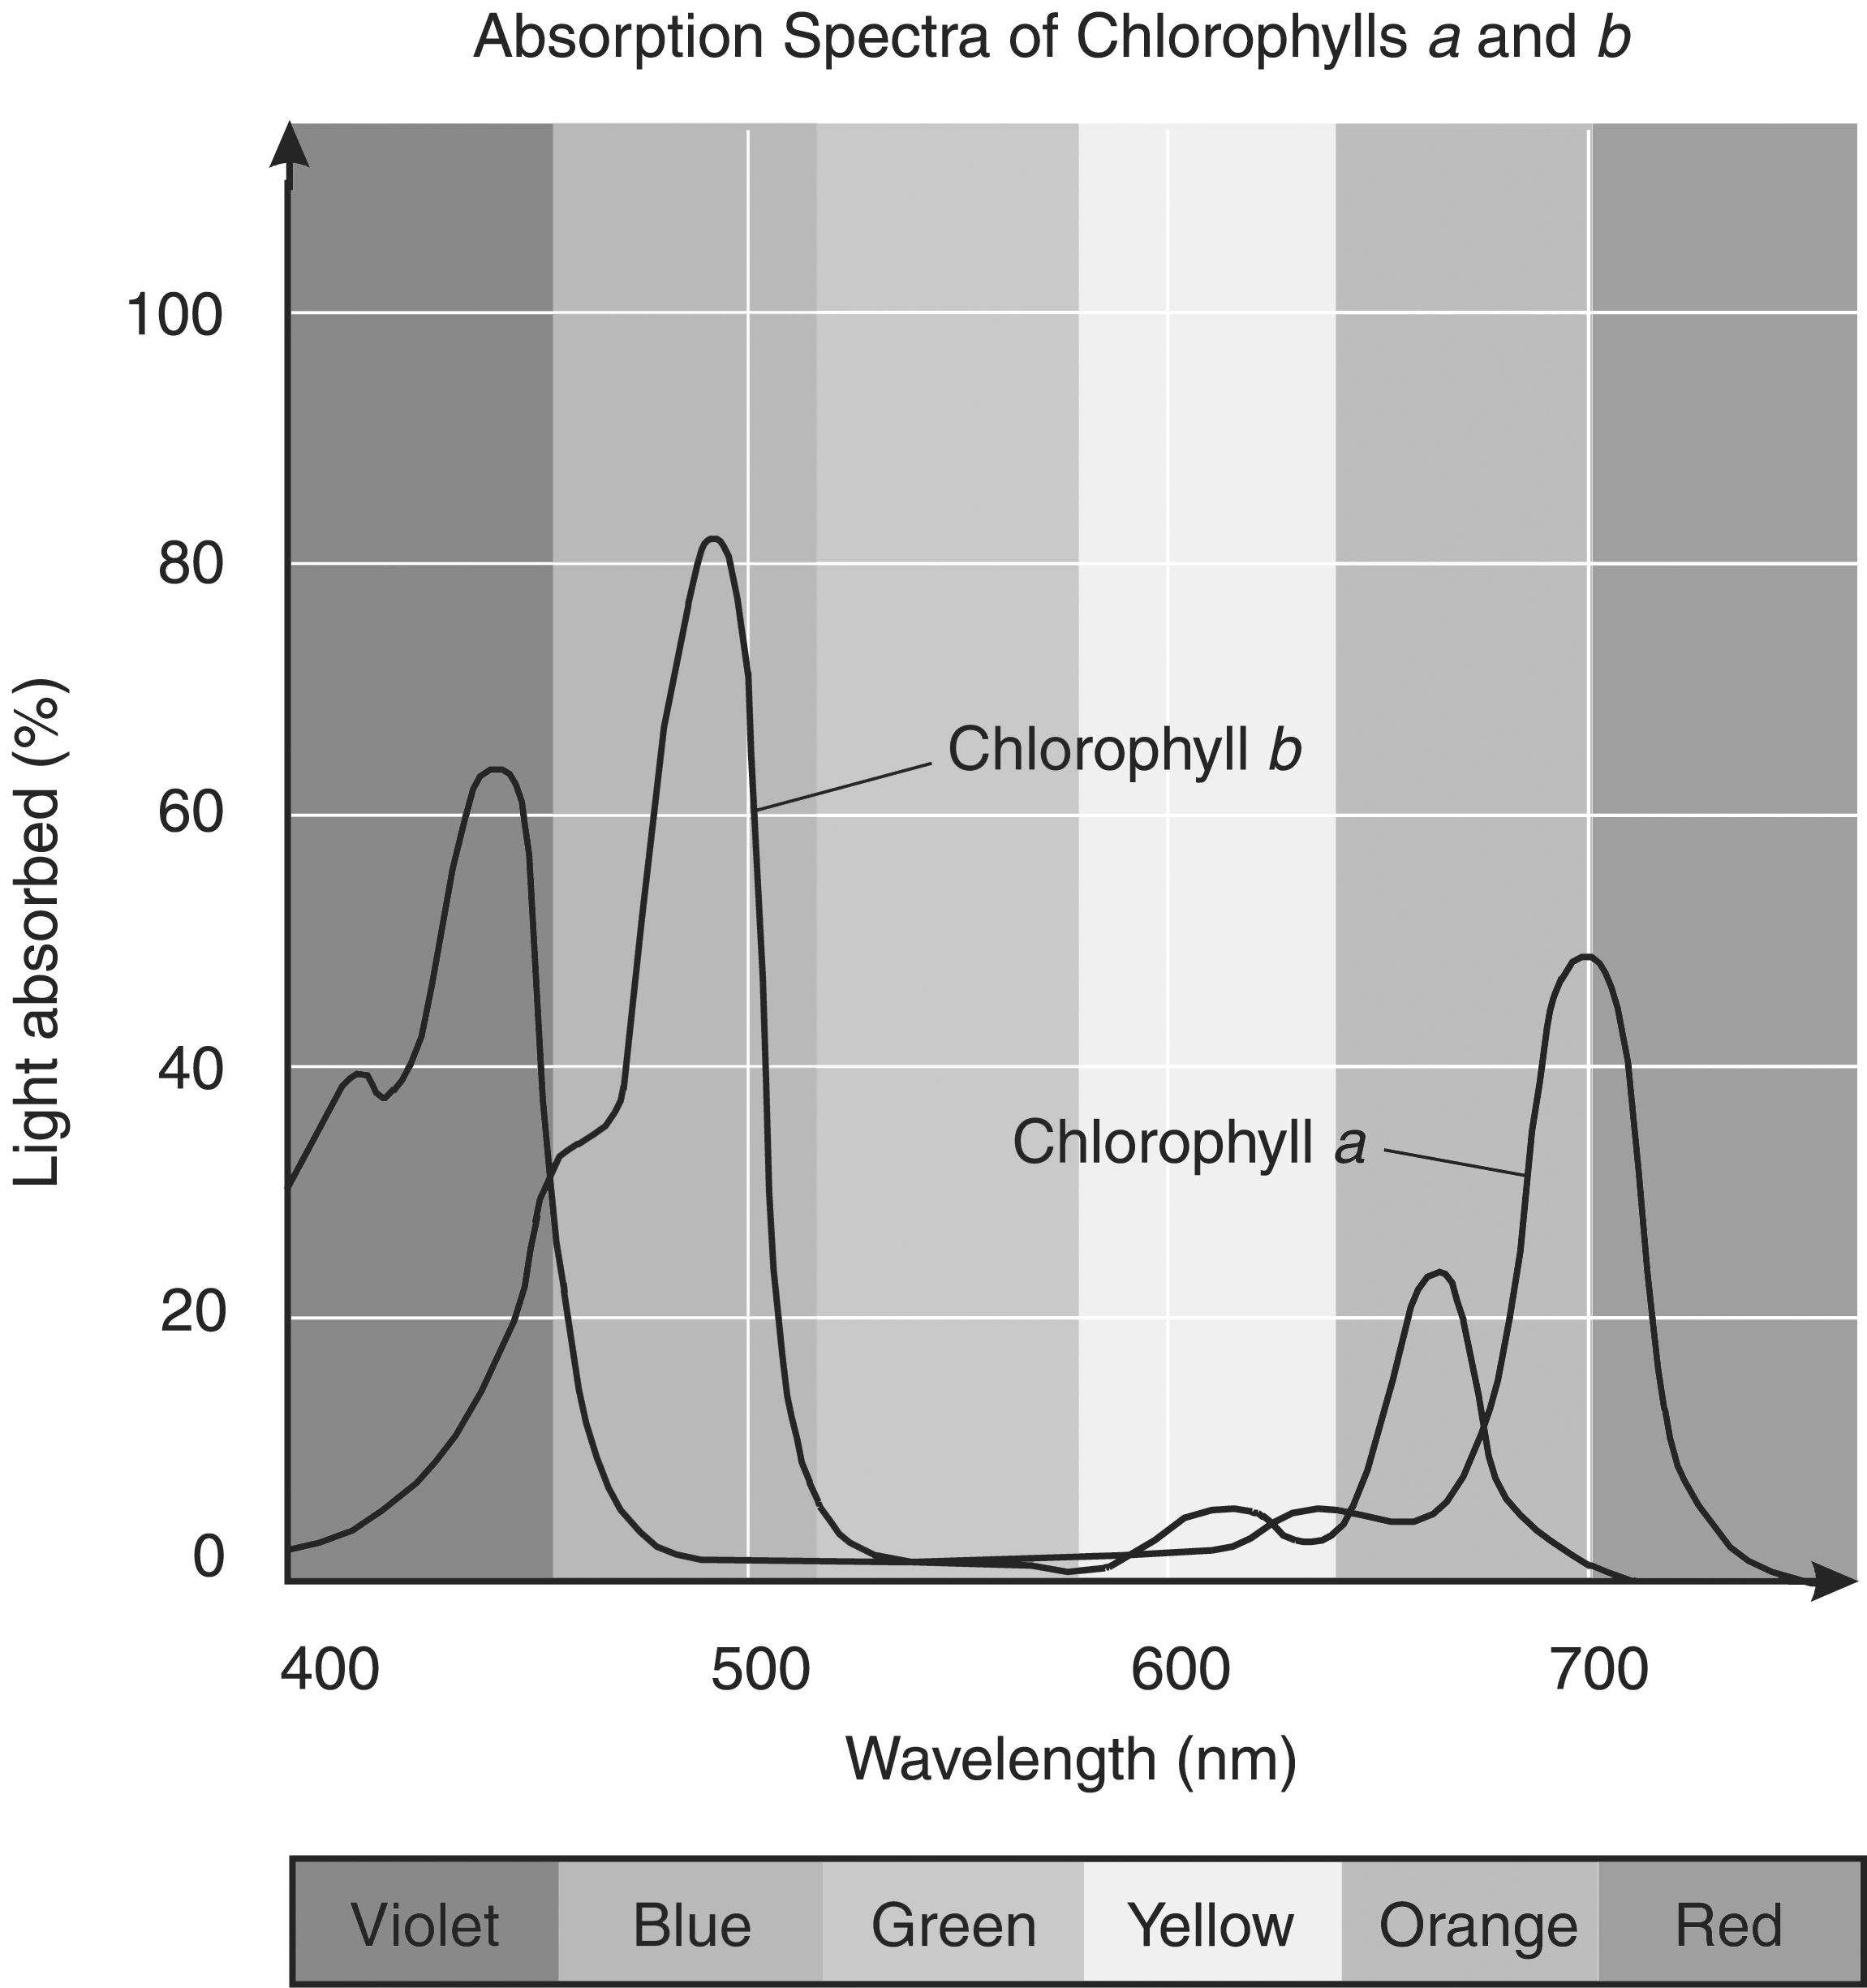 Absorption Spectra of Chlorophylls a and b
Light absorbed (%)
100
80
60
40
20
0
Chlorophyll b
Chlorophyll a
400 500 600 700
Wavelength (nm)
Violet Blue Green Yellow Orange Red